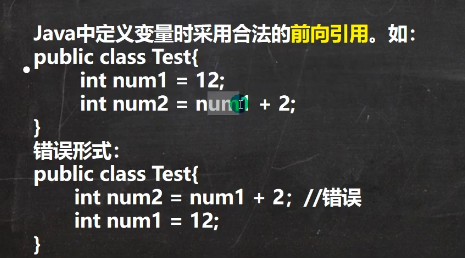 Java中定义变量时采用合法的前向引用。如：
public class Test{
int num1 = 12;
int num2 = num1 + 2;
}
错误形式：
public class Test{
int num2 = num1 + 2; //错误
int num1 = 12;
}